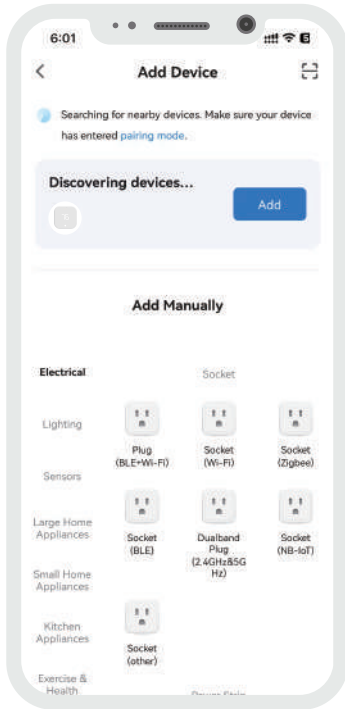 6:01
Add Device
Searching for nearby devices. Make sure your device
has entered pairing mode.
Discovering devices...
Add
Add Manually
Electrical
Socket
Lighting
Plug
(BLE+Wi-Fi)
Socket
(Wi-Fi)
Socket
(Zigbee)
Sensors
Large Home
Appliances
Socket
(BLE)
Dualband
Plug
(2.4GHz&5G
Hz)
Socket
(NB-IoT)
Small Home
Appliances
Kitchen
Appliances
Socket
(other)
Exercise &
Health
Power Strip